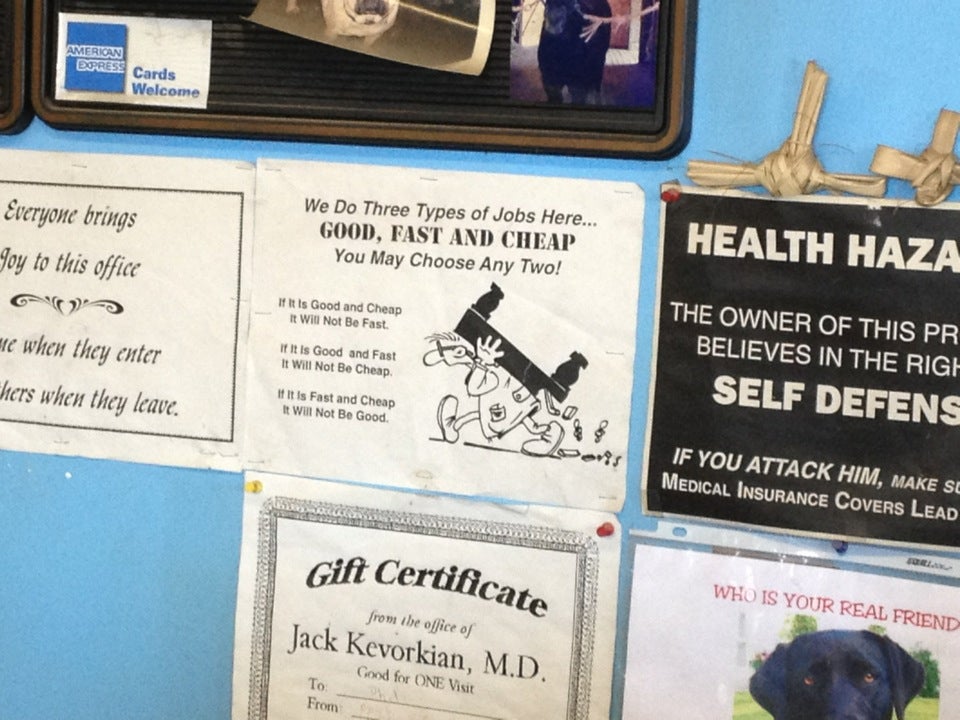 AMERICAN
EXPRESS
Cards
Welcome
Everyone brings
Joy to this office
when they enter
when they leave.
We Do Three Types of Jobs Here...
GOOD, FAST AND CHEAP
You May Choose Any Two!
If It Is Good and Cheap
It Will Not Be Fast.
If It Is Good and Fast
It Will Not Be Cheap.
If It Is Fast and Cheap
It Will Not Be Good.
HEALTH HAZA
THE OWNER OF THIS PR
BELIEVES IN THE RIGH
SELF DEFENS
IF YOU ATTACK HIM, MAKE SU
MEDICAL INSURANCE COVERS LEAD
Gift Certificate
from the office of
Jack Kevorkian, M.D.
Good for ONE Visit
To:
From:
WHO IS YOUR REAL FRIEND